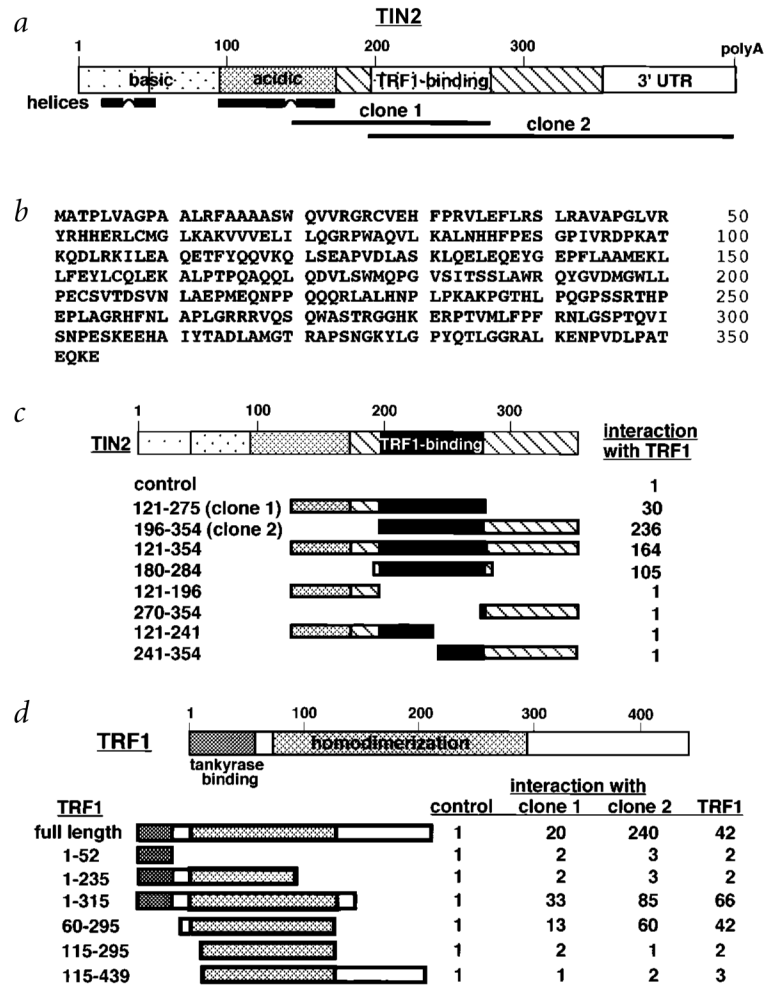 a
TIN2
1 100 200 300 polyA
basic acidic TRF1-binding 3' UTR
helices
clone 1
clone 2
b
MATPLVAGPA ALRFAAAASW QVVRGRCVEH FPRVLEFLRS LRAVAPGLVR 50
YRHHERLCMG LKAKVVVELI LQGRPWAQVL KALNHHFPES GPIVRDPKAT 100
KQDLRKILEA QETFYQQVKQ LSEAPVDLAS KLQELEQEYG EPFLAAMEKL 150
LFEYLCQLEK ALPTPQAQQL QDVLSWMQPG VSITSSLAWR QYGVDMGWLL 200
PECSVTDSVN LAEPMEQNPP QQQRLALHNP LPKAKPGTHL PQGPSSRTHP 250
EPLAGRHFNL APLGRRRVQS QWASTRGGHK ERPTVMLFPF RNLGSPTQVI 300
SNPESKEEHA IYTADLAMGT RAPSNGKYLG PYQTLGGRAL KENPVDLPAT 350
EQKE
c
1 100 200 300
interaction with TRF1
TIN2 TRF1-binding
control 1
121-275 (clone 1) 30
196-354 (clone 2) 236
121-354 164
180-284 105
121-196 1
270-354 1
121-241 1
241-354 1
d
1 100 200 300 400
TRF1 homodimerization
tankyrase binding
interaction with
TRF1 control clone 1 clone 2 TRF1
full length 1 20 240 42
1-52 1 2 3 2
1-235 1 2 3 2
1-315 1 33 85 66
60-295 1 13 60 42
115-295 1 2 1 2
115-439 1 1 2 3